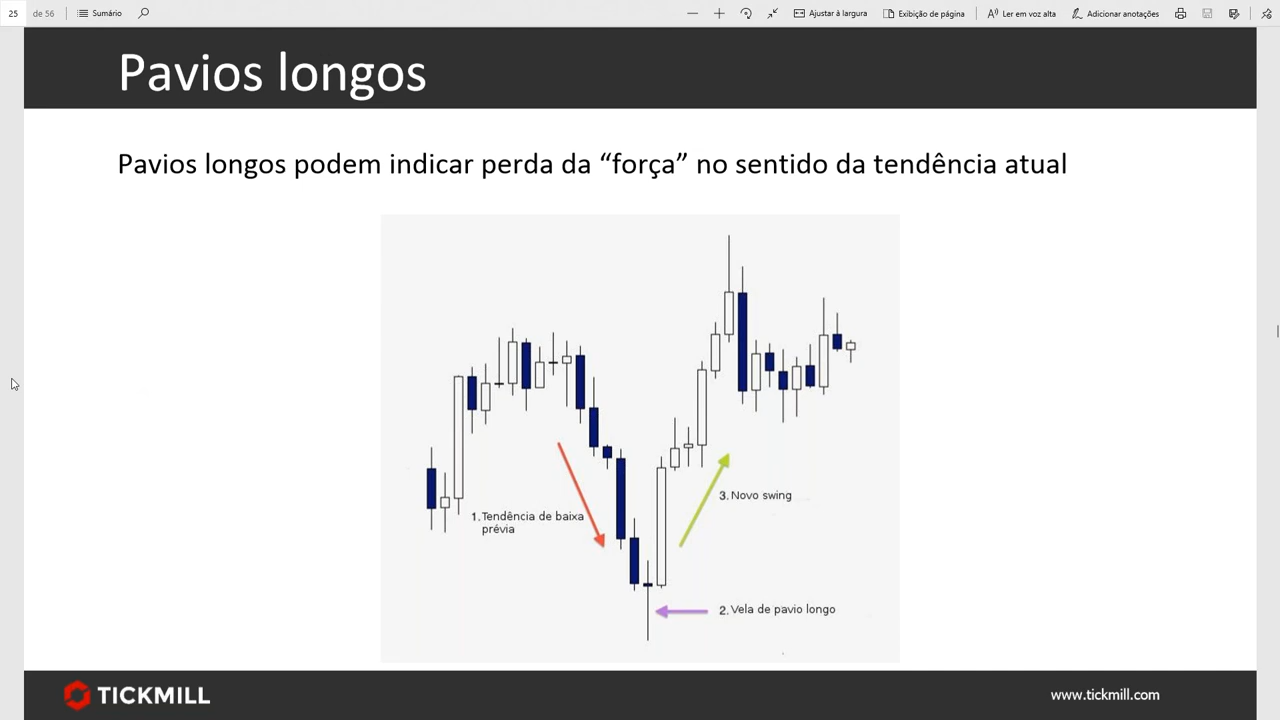 25 de 56 Sumário Ajustar à largura Exibição de página Ler em voz alta Adicionar anotações
Pavios longos
Pavios longos podem indicar perda da “força” no sentido da tendência atual
3. Novo swing
1. Tendência de baixa
prévia
2. Vela de pavio longo
TICKMILL
www.tickmill.com